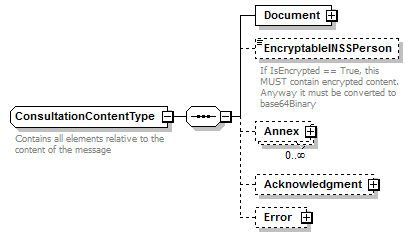 Document
EncryptableINSSPerson
If IsEncrypted == True, this
MUST contain encrypted content.
Anyway it must be converted to
base64Binary
ConsultationContentType
Contains all elements relative to the
content of the message
Annex
0..∞
Acknowledgment
Error